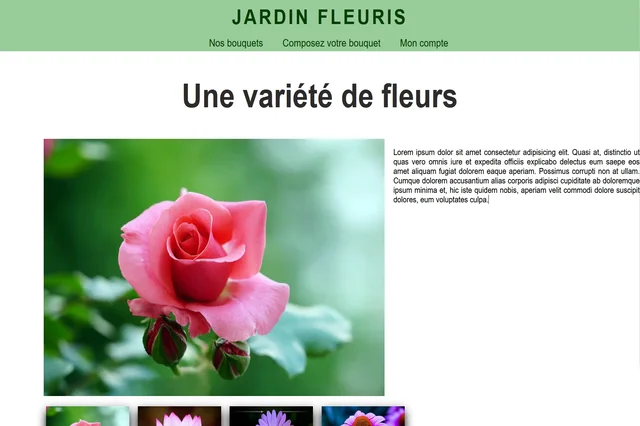 JARDIN FLEURIS
Nos bouquets Composez votre bouquet Mon compte
Une variété de fleurs
Lorem ipsum dolor sit amet consectetur adipisicing elit. Quasi at, distinctio ut
quas vero omnis iure et expedita officiis explicabo delectus eum saepe eos
amet aliquam fugiat dolorem eaque aperiam. Possimus corrupti non at ullam.
Cumque dolorem accusantium alias corporis adipisci cupiditate ab doloremque
ipsum minima et, hic iste quidem nobis, aperiam velit commodi dolore suscipit
dolores, eum voluptates culpa.